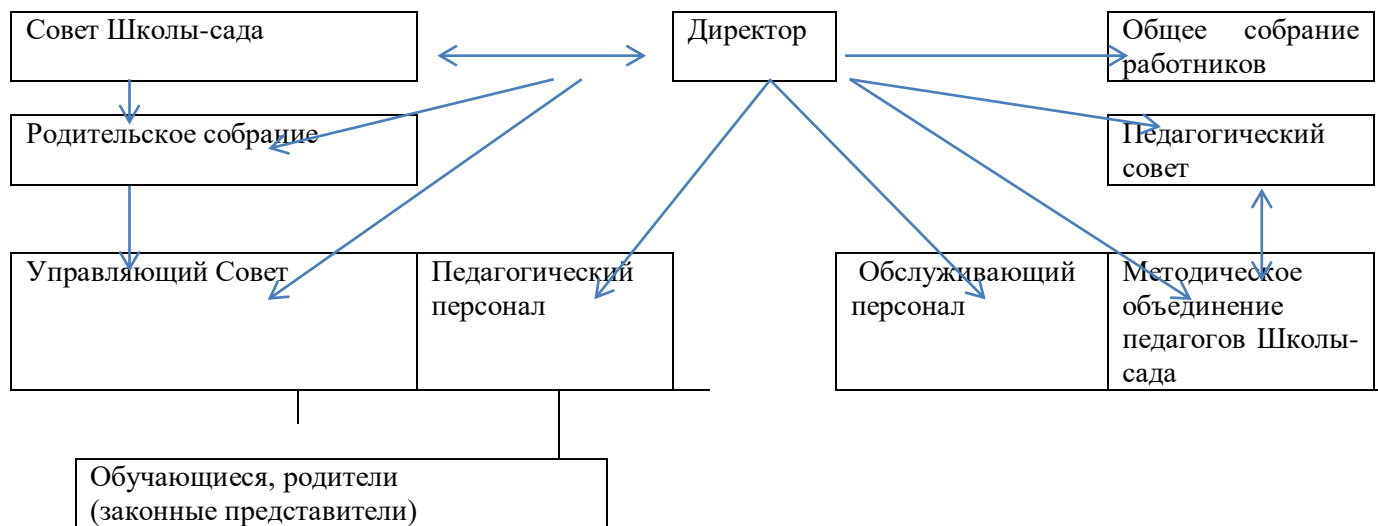 Совет Школы-сада
Директор
Общее собрание
работников
Родительское собрание
Педагогический
совет
Управляющий Совет
Педагогический
персонал
Обслуживающий
персонал
Методическое
объединение
педагогов Школы-
сада
Обучающиеся, родители
(законные представители)